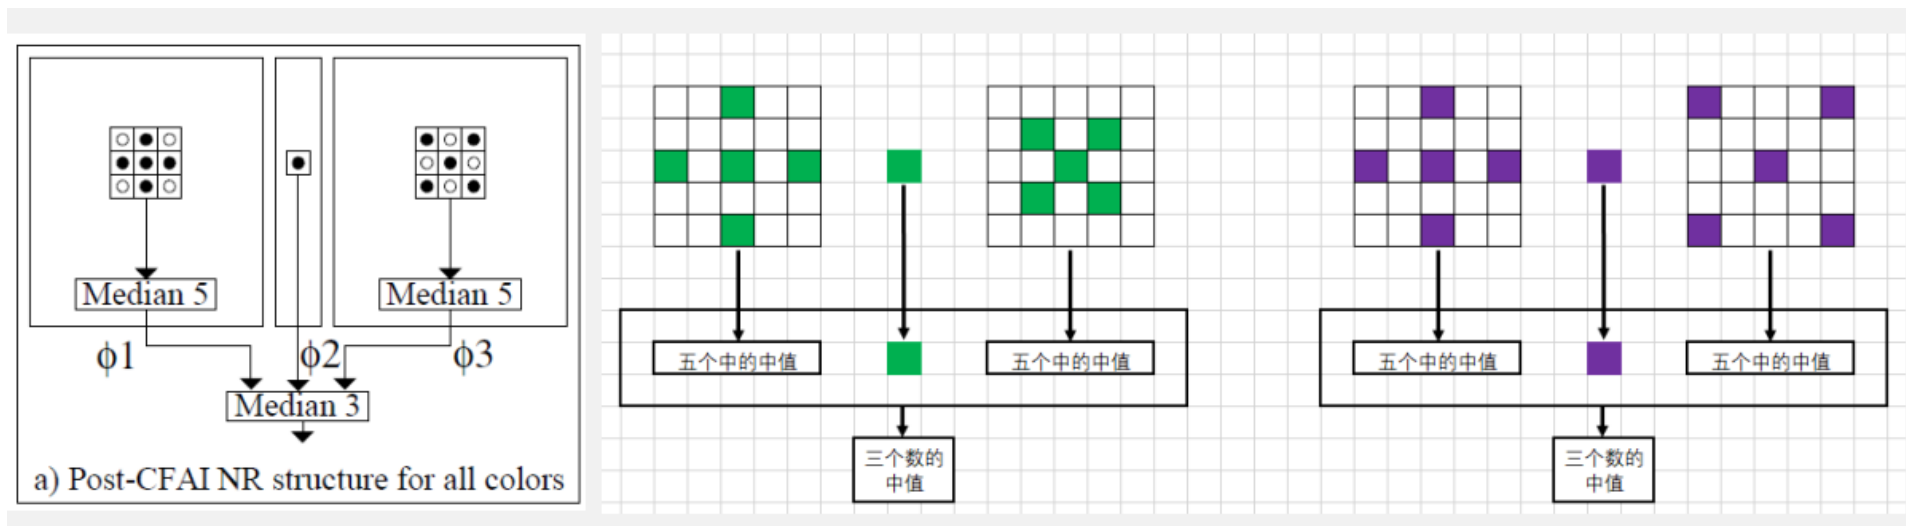 Median 5
Median 5
ϕ1
ϕ2
ϕ3
Median 3
a) Post-CFAI NR structure for all colors
五个中的中值
五个中的中值
三个数的
中值
五个中的中值
五个中的中值
三个数的
中值